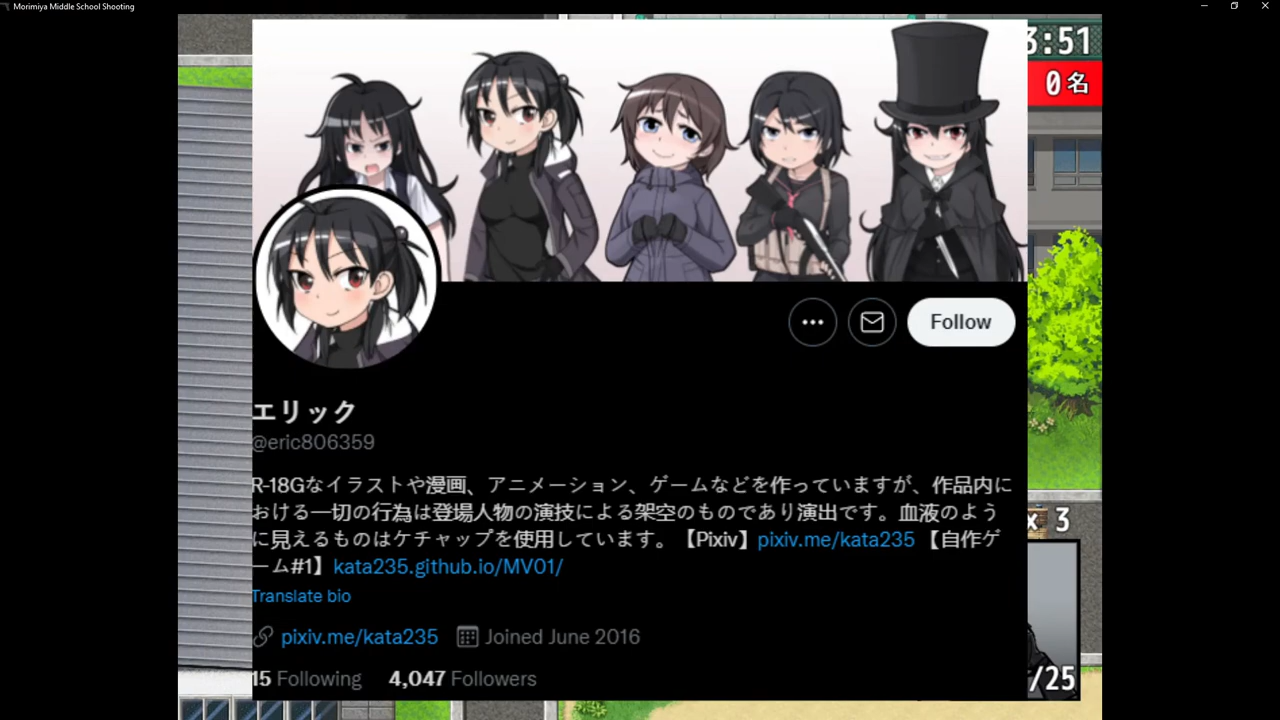 Morimiya Middle School Shooting
3:51
0名
Follow
エリック
@eric806359
R-18Gなイラストや漫画、アニメーション、ゲームなどを作っていますが、作品内に
おける一切の行為は登場人物の演技による架空のものであり演出です。血液のよう
に見えるものはケチャップを使用しています。【Pixiv】pixiv.me/kata235 【自作ゲ
ーム#1】kata235.github.io/MV01/
x 3
Translate bio
pixiv.me/kata235 Joined June 2016
15 Following 4,047 Followers
/25